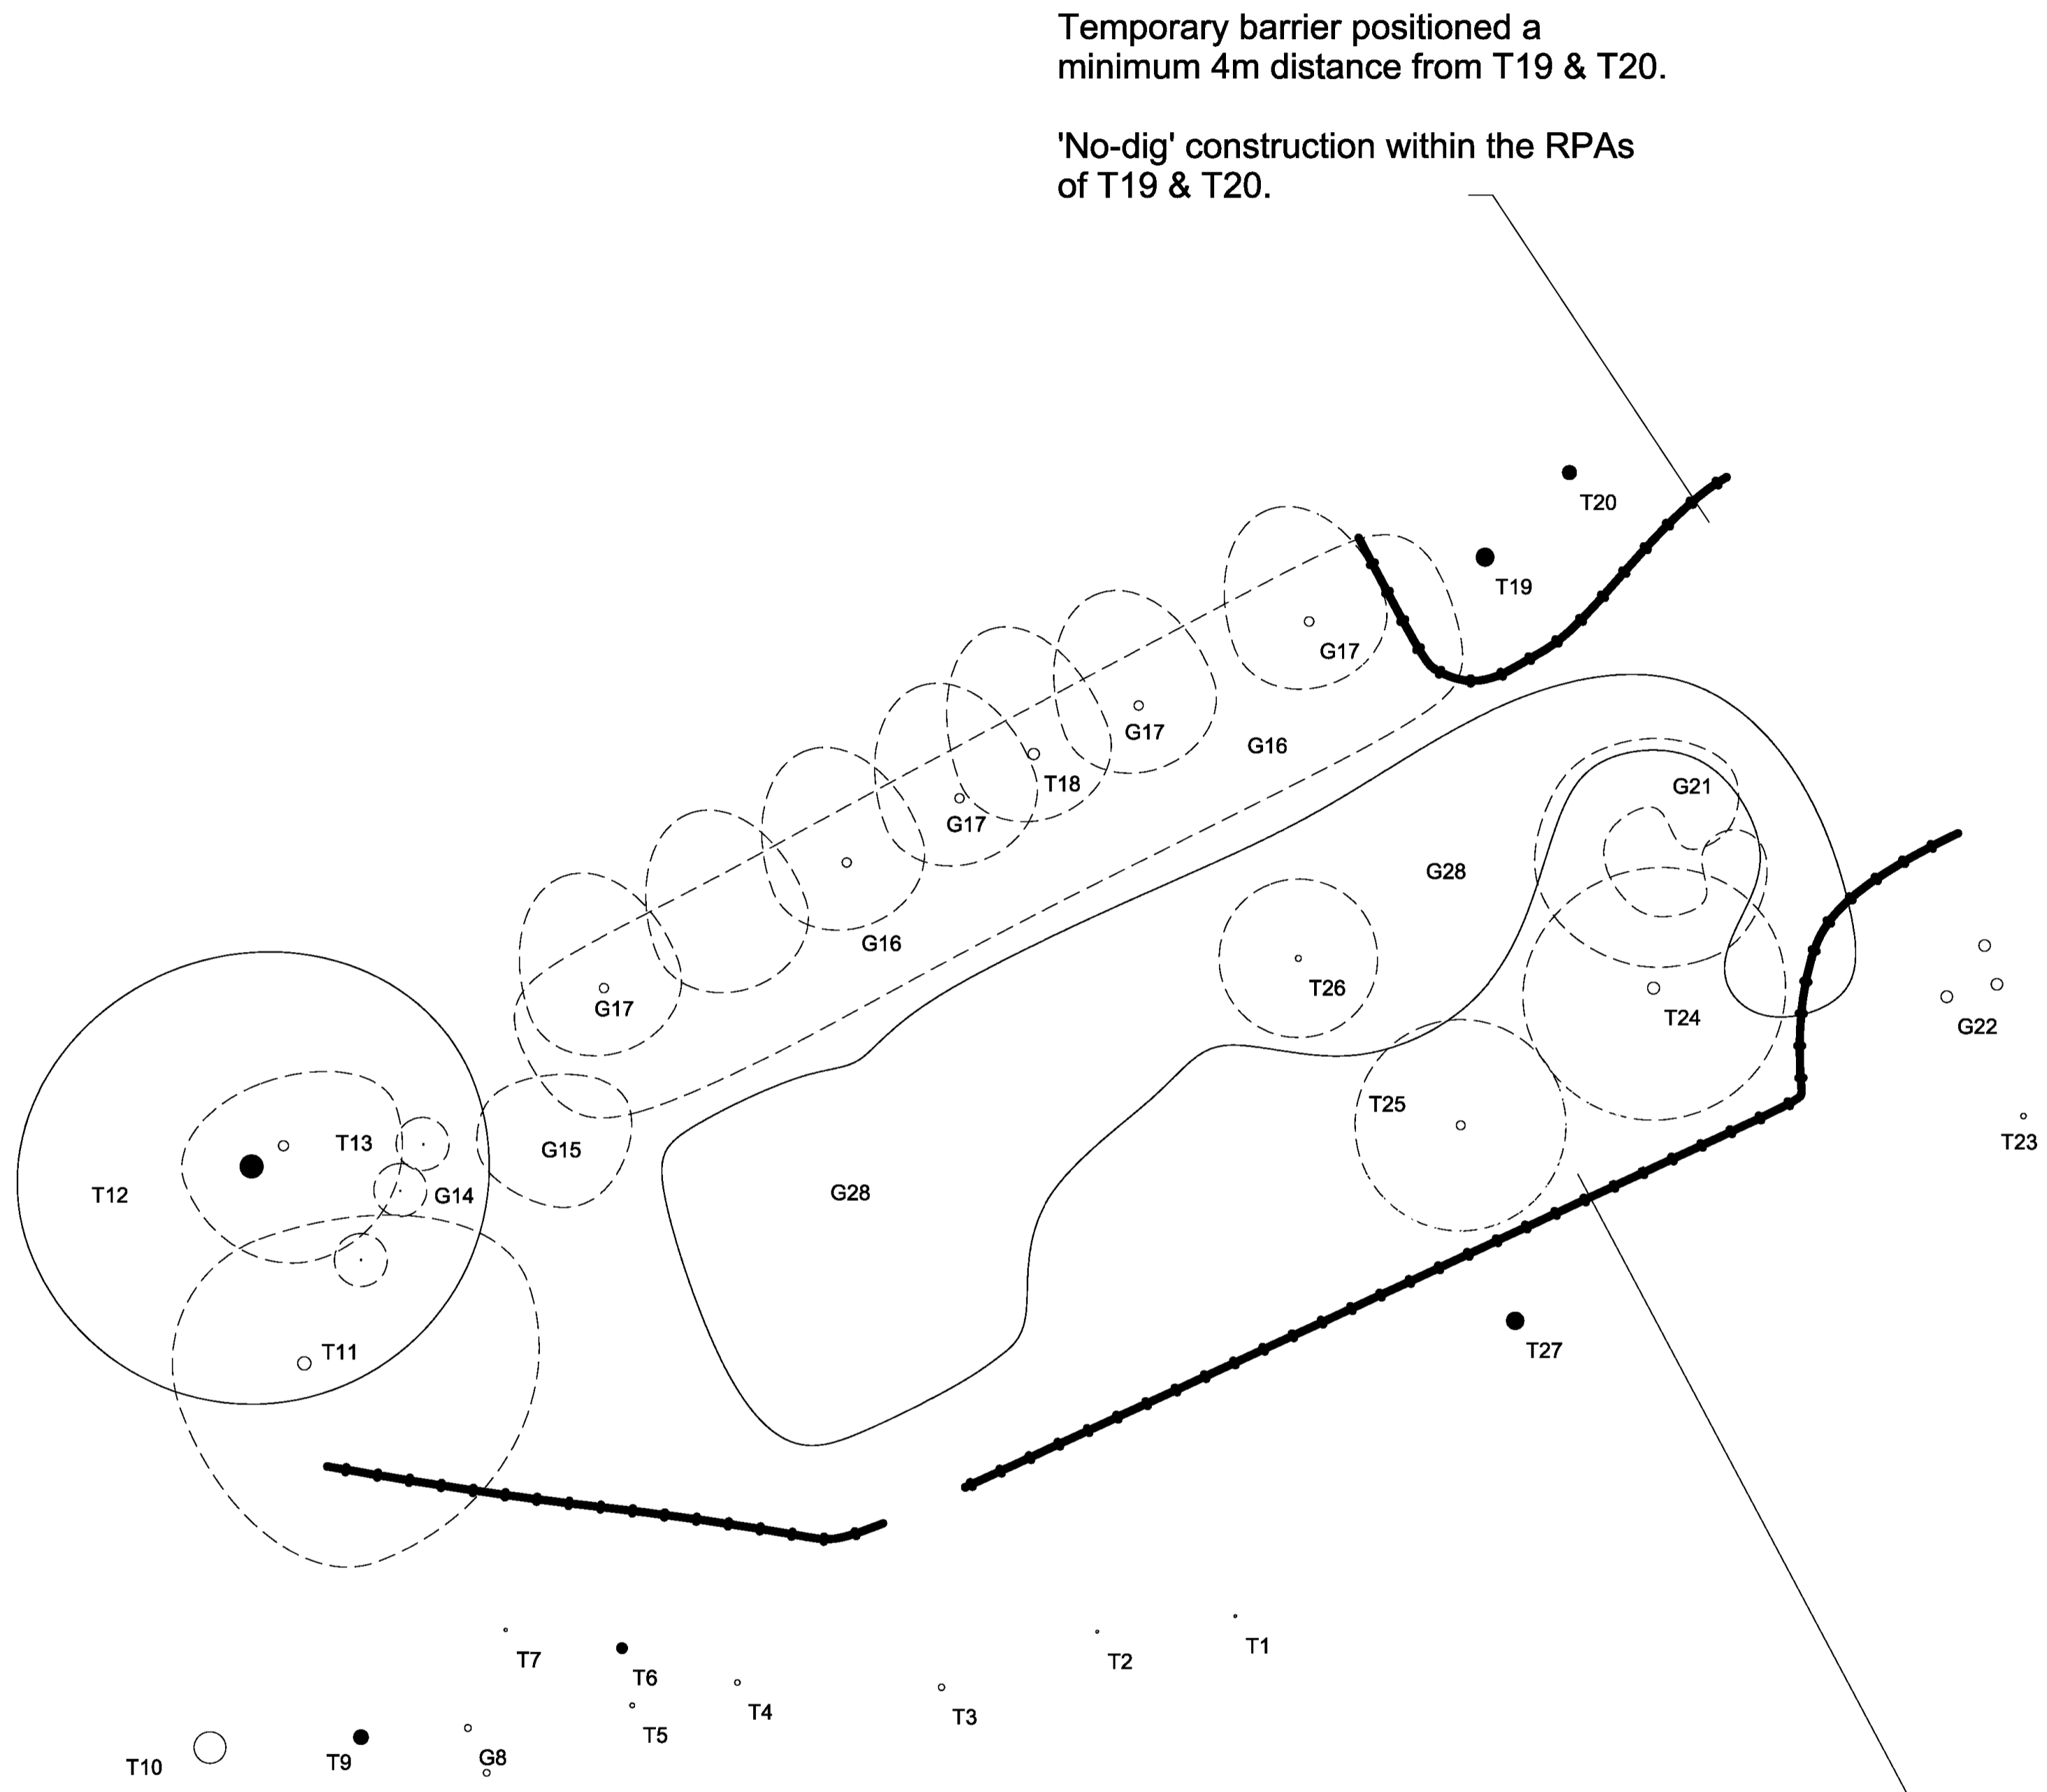 Temporary barrier positioned a
minimum 4m distance from T19 & T20.
'No-dig' construction within the RPAs
of T19 & T20.
T20
T19
G17
G17
G16
T18
G21
G17
G28
G16
T26
G17
T24
G22
T25
T13
T23
G15
T12
G14
G28
T11
T27
T1
T7
T2
T6
T4
T3
T5
G8
T9
T10